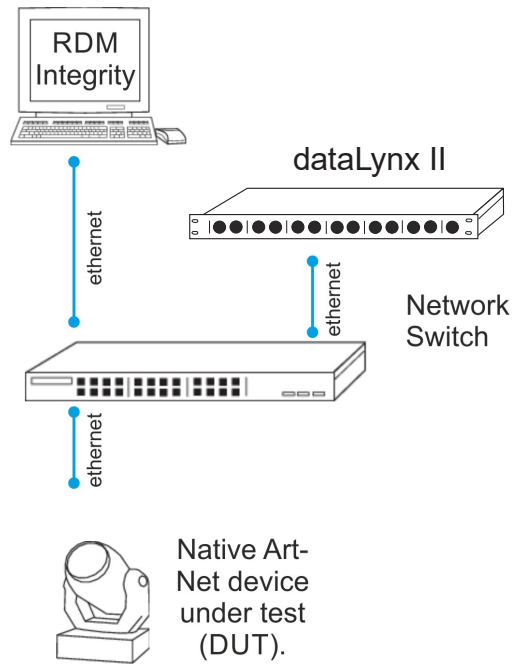 RDM
Integrity
dataLynx II
ethernet
ethernet
Network
Switch
ethernet
Native Art-
Net device
under test
(DUT).